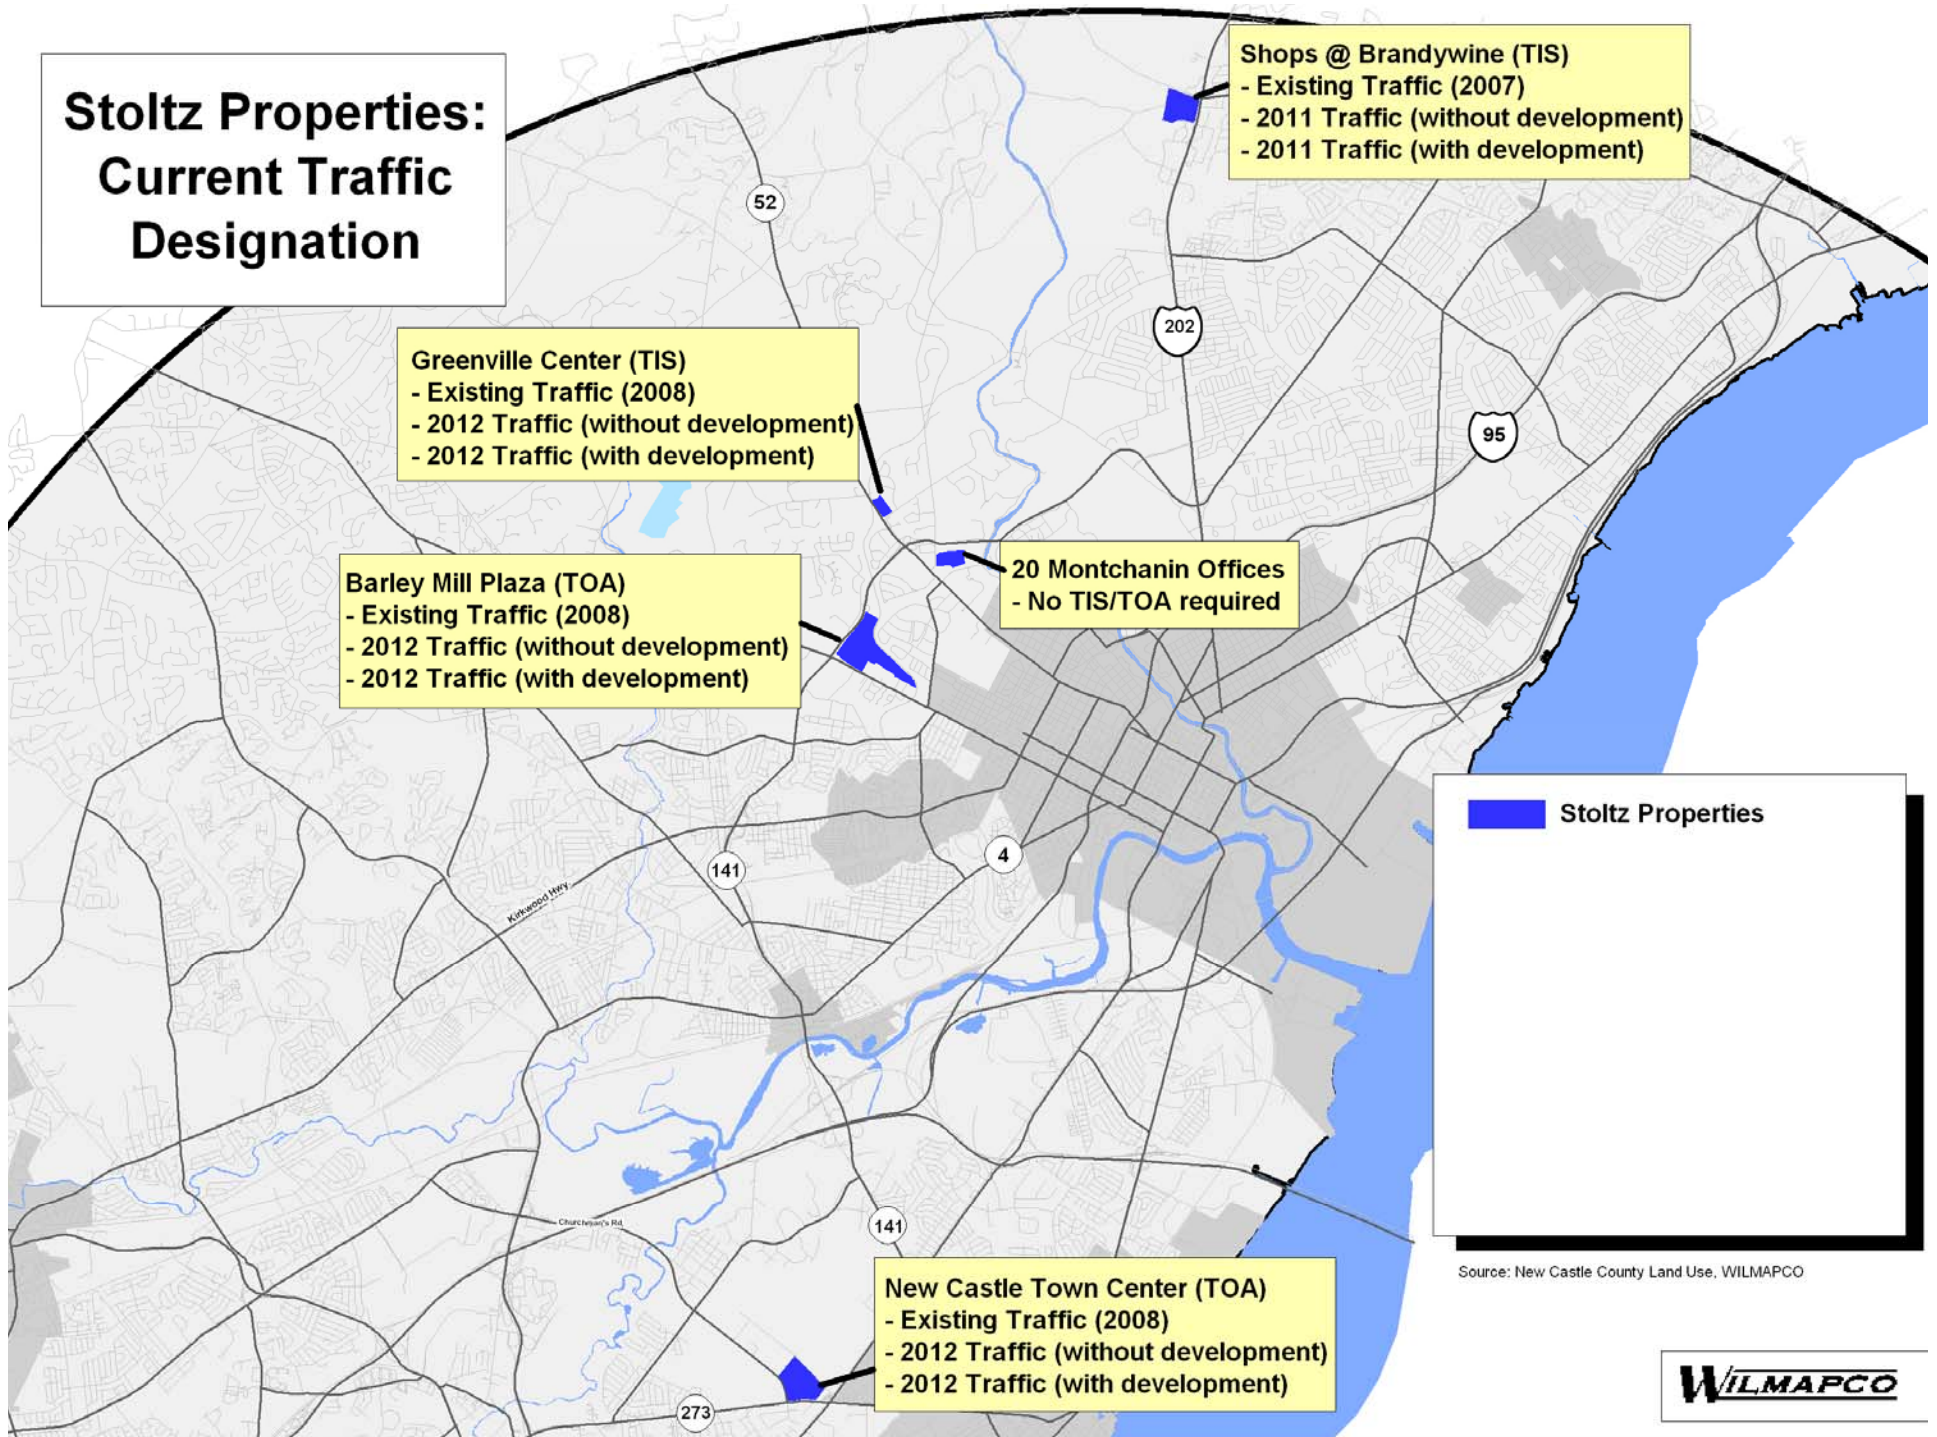 Stoltz Properties:
Current Traffic
Designation
Shops @ Brandywine (TIS)
- Existing Traffic (2007)
- 2011 Traffic (without development)
- 2011 Traffic (with development)
52
202
Greenville Center (TIS)
- Existing Traffic (2008)
- 2012 Traffic (without development)
- 2012 Traffic (with development)
95
20 Montchanin Offices
- No TIS/TOA required
Barley Mill Plaza (TOA)
- Existing Traffic (2008)
- 2012 Traffic (without development)
- 2012 Traffic (with development)
Stoltz Properties
4
141
Kirkwood Hwy
Churchman's Rd
141
Source: New Castle County Land Use, WILMAPCO
New Castle Town Center (TOA)
- Existing Traffic (2008)
- 2012 Traffic (without development)
- 2012 Traffic (with development)
273
WILMAPCO